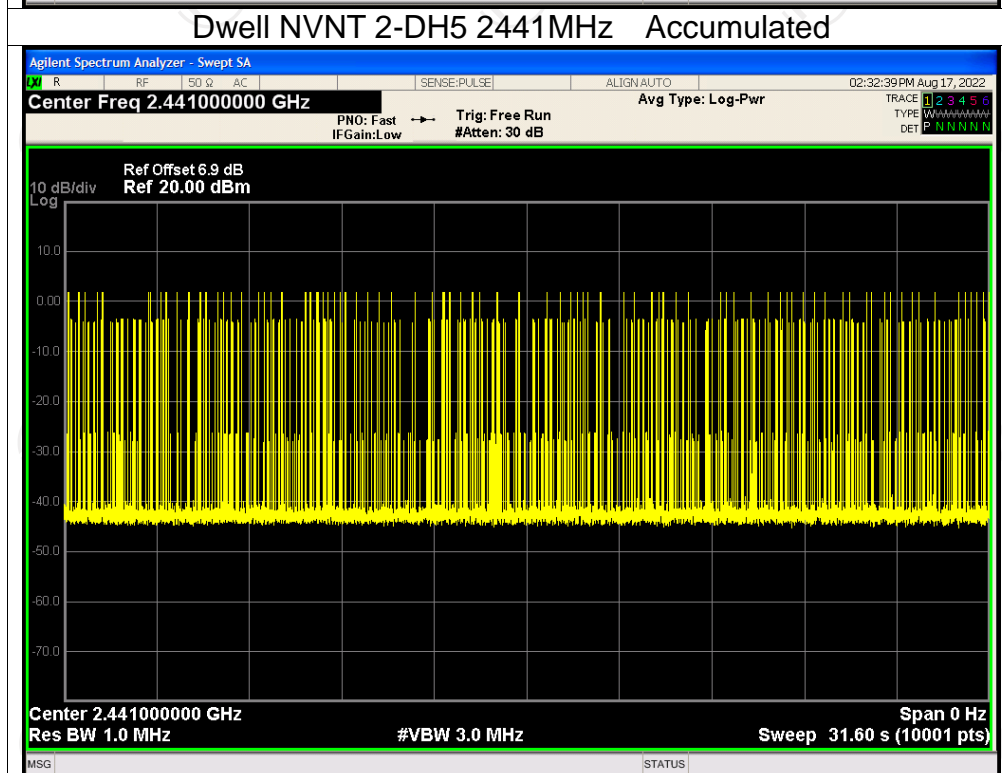 Dwell NVNT 2-DH5 2441MHz Accumulated
Agilent Spectrum Analyzer - Swept SA
LXI R RF 50 Ω AC SENSE:PULSE ALIGN AUTO 02:32:39 PM Aug 17, 2022
Center Freq 2.441000000 GHz Avg Type: Log-Pwr TRACE 1 2 3 4 5 6
PNO: Fast Trig: Free Run TYPE WWWWWW
IFGain:Low #Atten: 30 dB DET P N N N N N
Ref Offset 6.9 dB
10 dB/div Ref 20.00 dBm
Log
10.0
0.00
-10.0
-20.0
-30.0
-40.0
-50.0
-60.0
-70.0
Center 2.441000000 GHz Span 0 Hz
Res BW 1.0 MHz #VBW 3.0 MHz Sweep 31.60 s (10001 pts)
MSG STATUS